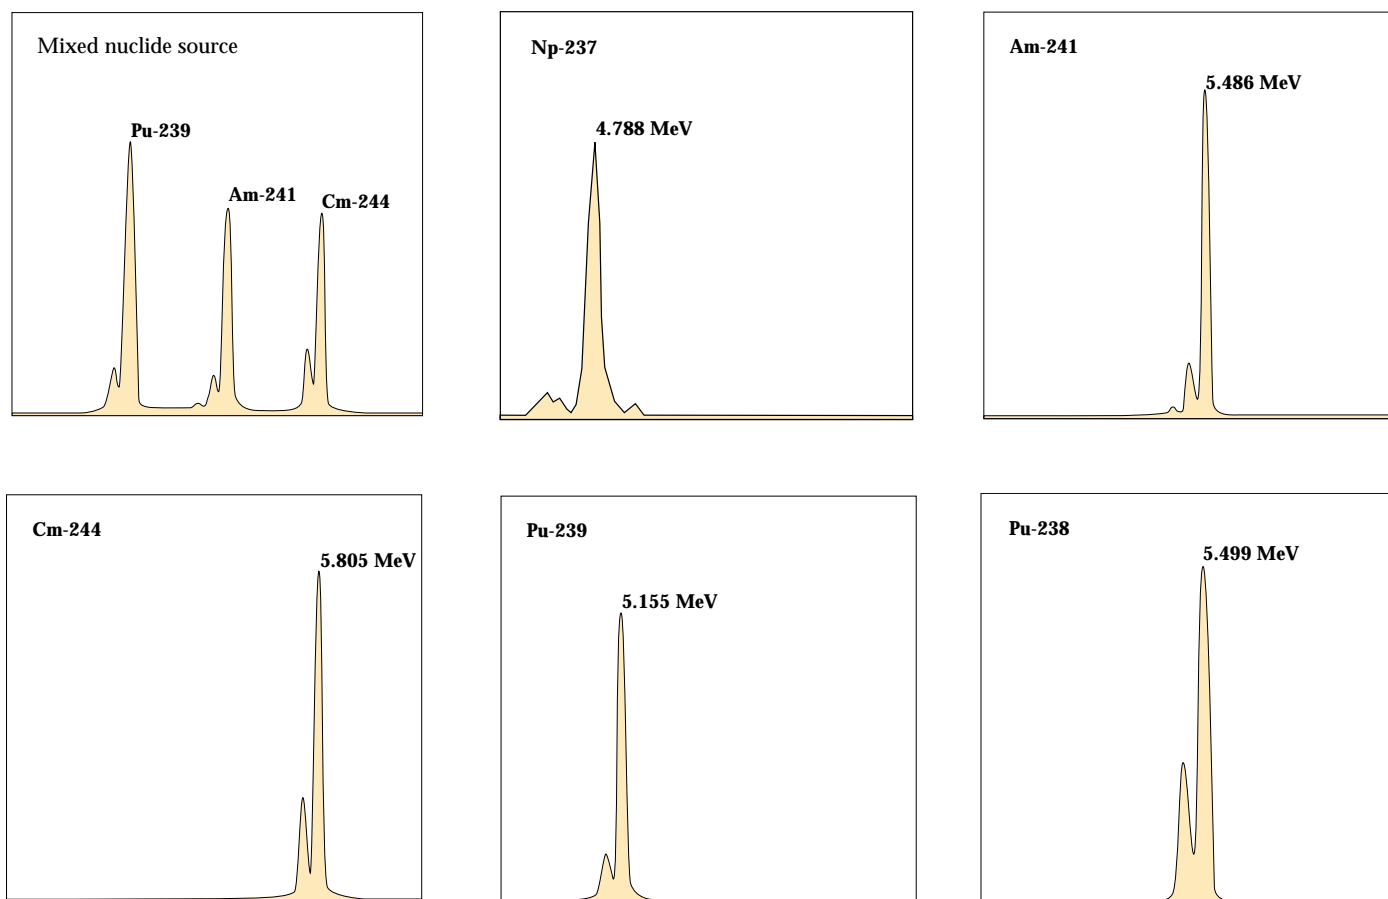 Mixed nuclide source
Pu-239
Am-241
Cm-244
Np-237
4.788 MeV
Am-241
5.486 MeV
Cm-244
5.805 MeV
Pu-239
5.155 MeV
Pu-238
5.499 MeV